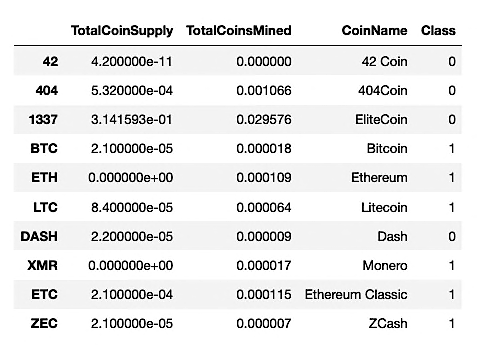 TotalCoinSupply TotalCoinsMined CoinName Class
42 4.200000e-11 0.000000 42 Coin 0
404 5.320000e-04 0.001066 404Coin 0
1337 3.141593e-01 0.029576 EliteCoin 0
BTC 2.100000e-05 0.000018 Bitcoin 1
ETH 0.000000e+00 0.000109 Ethereum 1
LTC 8.400000e-05 0.000064 Litecoin 1
DASH 2.200000e-05 0.000009 Dash 0
XMR 0.000000e+00 0.000017 Monero 1
ETC 2.100000e-04 0.000115 Ethereum Classic 1
ZEC 2.100000e-05 0.000007 ZCash 1